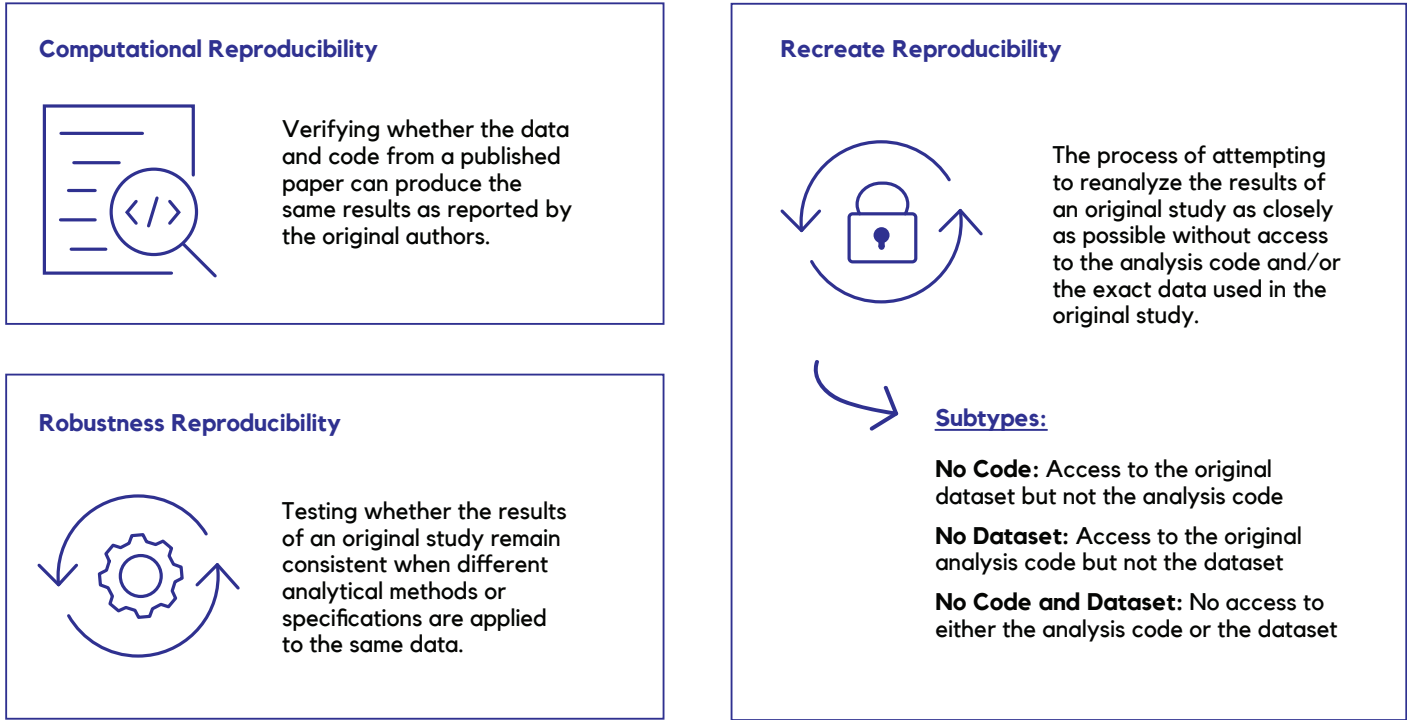 Computational Reproducibility
</>
Verifying whether the data
and code from a published
paper can produce the
same results as reported by
the original authors.
Robustness Reproducibility
Testing whether the results
of an original study remain
consistent when different
analytical methods or
specifications are applied
to the same data.
Recreate Reproducibility
The process of attempting
to reanalyze the results of
an original study as closely
as possible without access
to the analysis code and/or
the exact data used in the
original study.
Subtypes:
No Code: Access to the original
dataset but not the analysis code
No Dataset: Access to the original
analysis code but not the dataset
No Code and Dataset: No access to
either the analysis code or the dataset